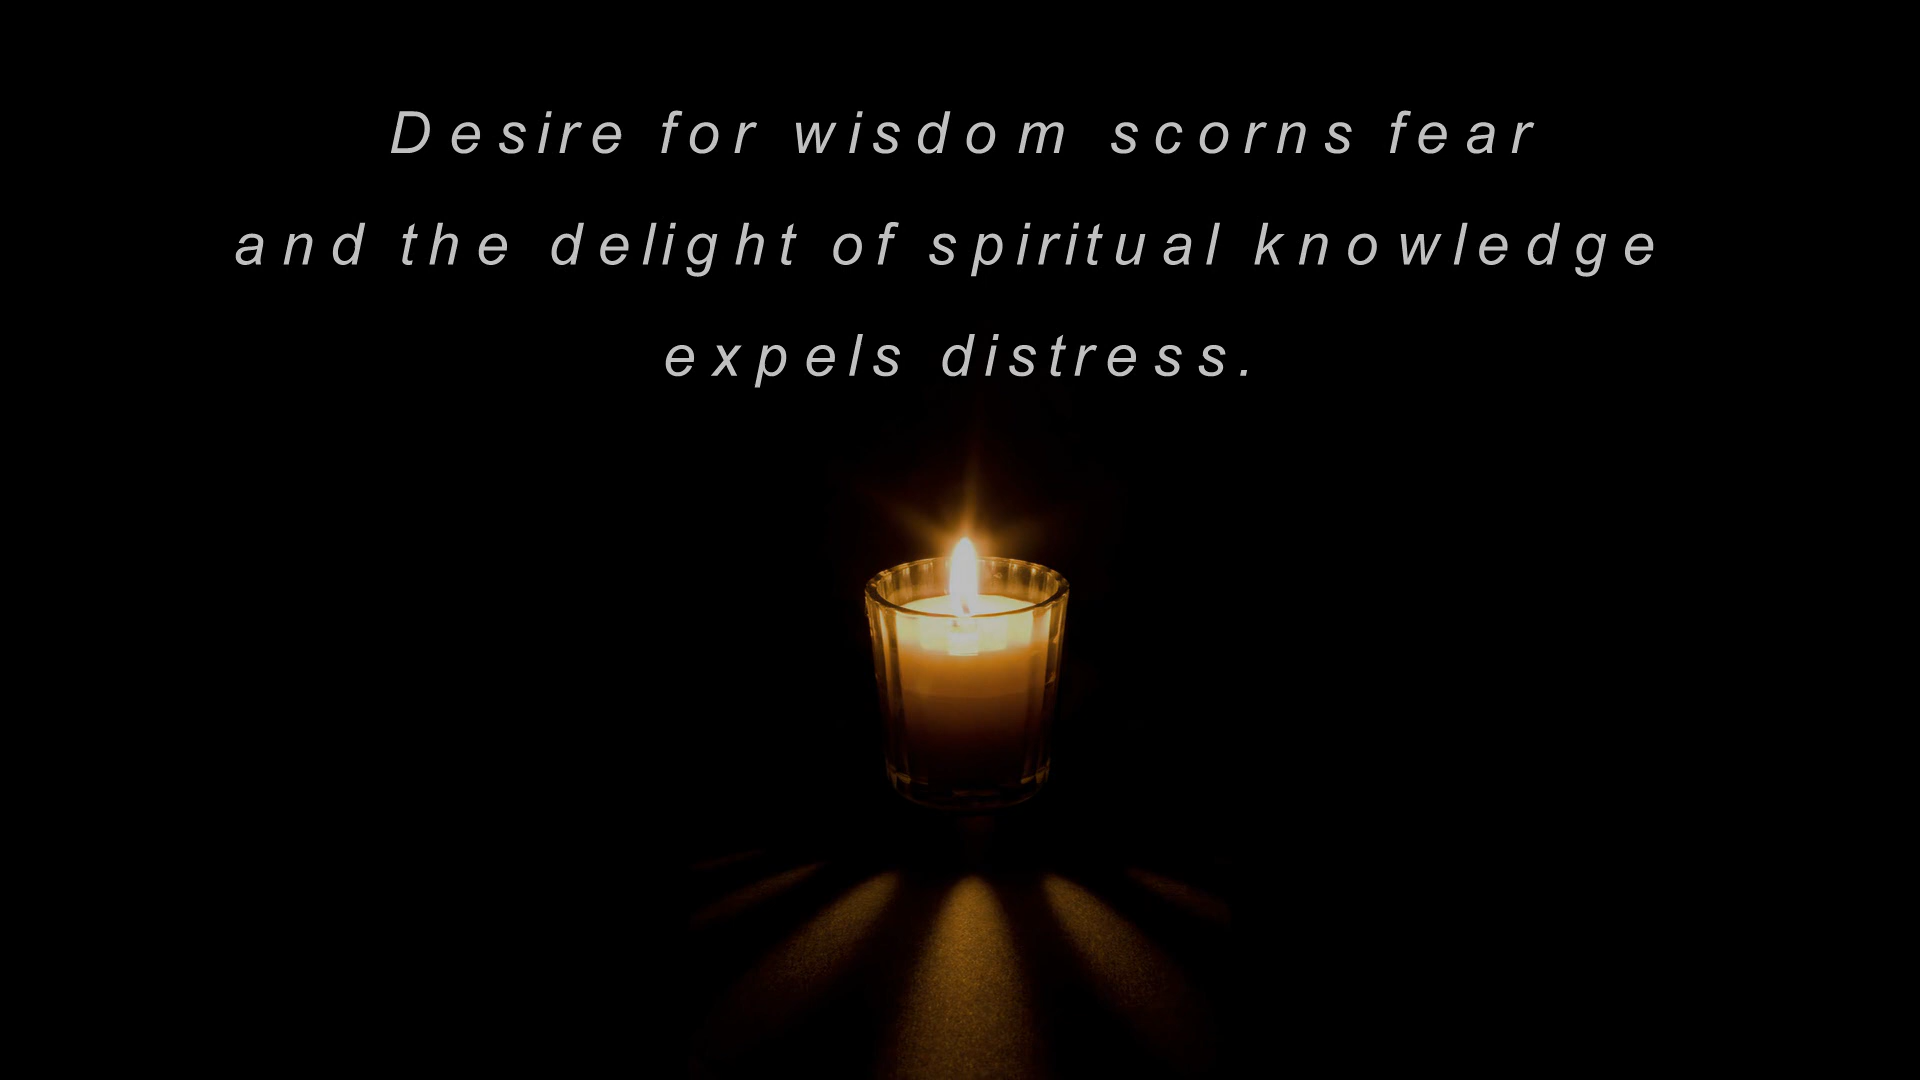 Desire for wisdom scorns fear
and the delight of spiritual knowledge
expels distress.